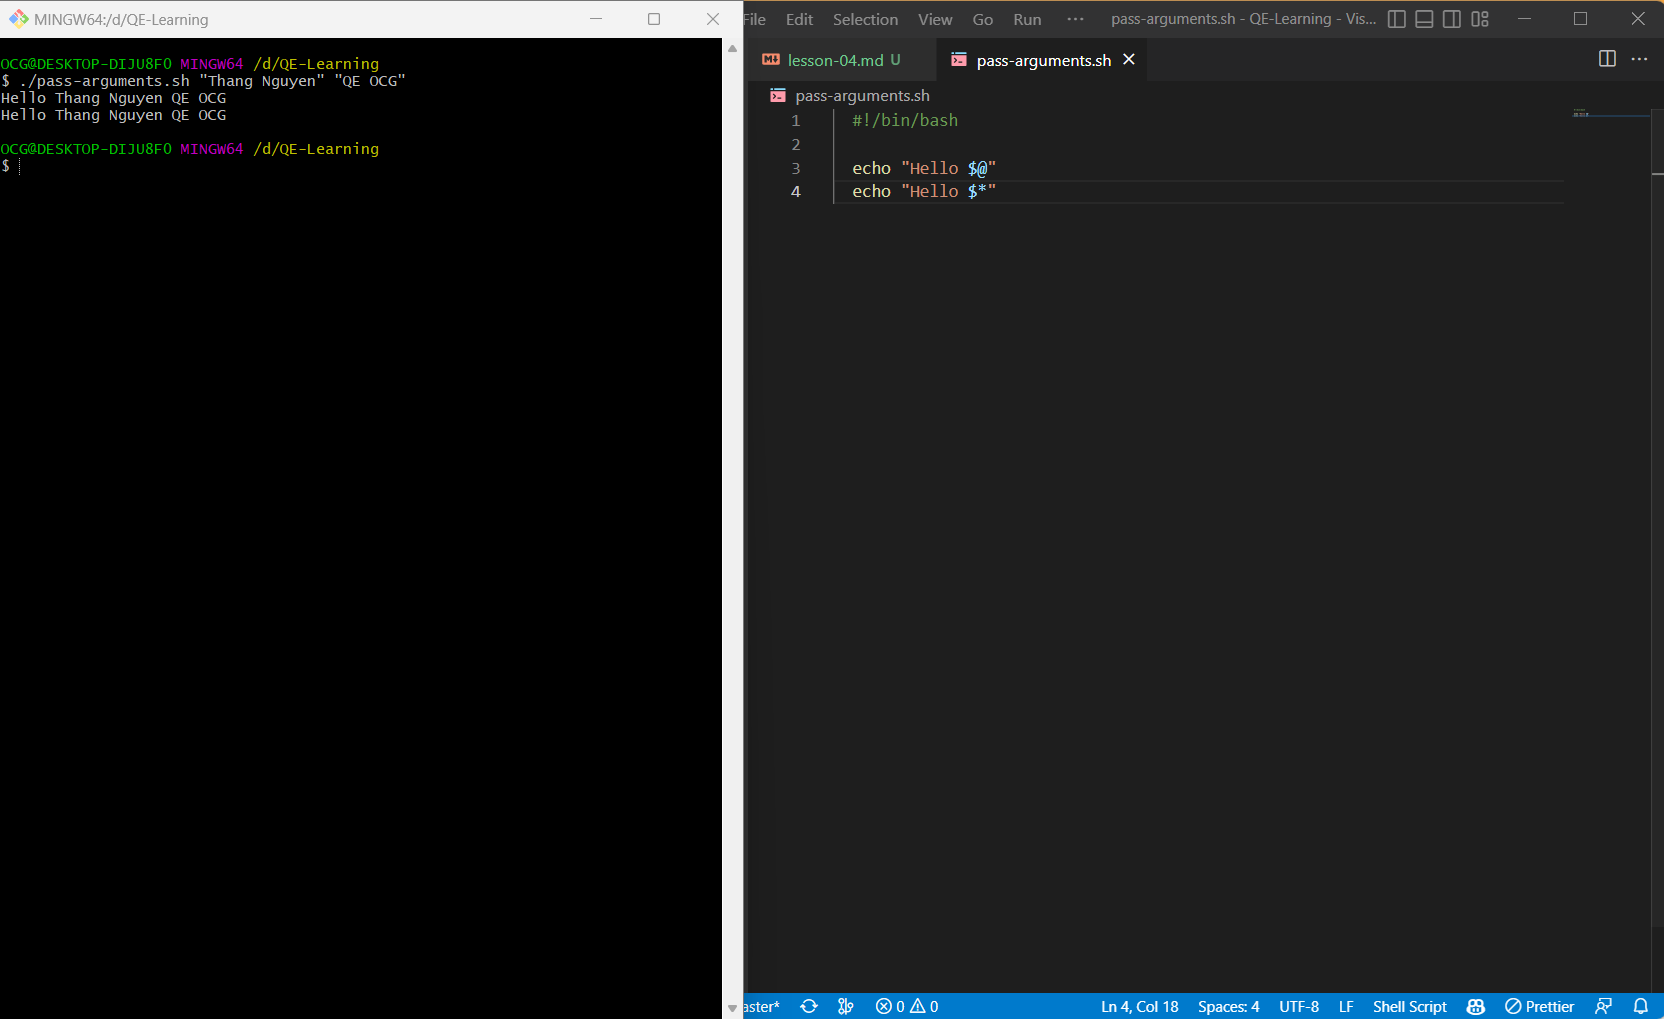 MINGW64:/d/QE-Learning
OCG@DESKTOP-DIJU8FO MINGW64 /d/QE-Learning
$ ./pass-arguments.sh "Thang Nguyen" "QE OCG"
Hello Thang Nguyen QE OCG
Hello Thang Nguyen QE OCG
OCG@DESKTOP-DIJU8FO MINGW64 /d/QE-Learning
$
File Edit Selection View Go Run ··· pass-arguments.sh - QE-Learning - Vis...
lesson-04.md U pass-arguments.sh
pass-arguments.sh
1 #!/bin/bash
2
3 echo "Hello $@"
4 echo "Hello $*"
aster* 0 0 Ln 4, Col 18 Spaces: 4 UTF-8 LF Shell Script Prettier